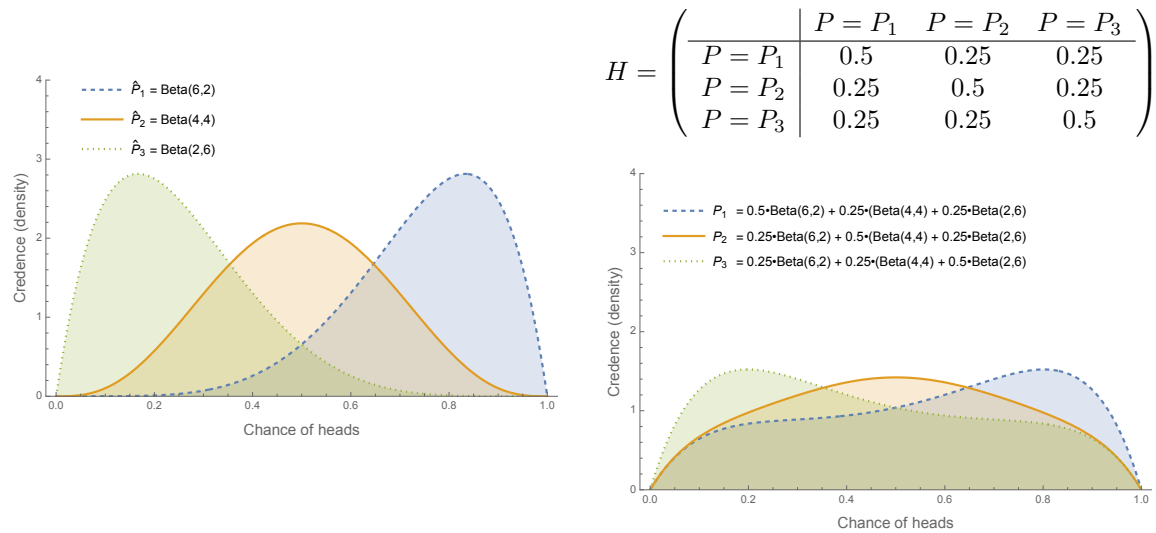 4
3
2
1
0
Credence (density)
P̂₁ = Beta(6,2)
P̂₂ = Beta(4,4)
P̂₃ = Beta(2,6)
0.0 0.2 0.4 0.6 0.8 1.0
Chance of heads
P = P₁ P = P₂ P = P₃
P = P₁ 0.5 0.25 0.25
H =
P = P₂ 0.25 0.5 0.25
P = P₃ 0.25 0.25 0.5
4
3
2
1
0
Credence (density)
P₁ = 0.5•Beta(6,2) + 0.25•(Beta(4,4) + 0.25•Beta(2,6)
P₂ = 0.25•Beta(6,2) + 0.5•(Beta(4,4) + 0.25•Beta(2,6)
P₃ = 0.25•Beta(6,2) + 0.25•(Beta(4,4) + 0.5•Beta(2,6)
0.0 0.2 0.4 0.6 0.8 1.0
Chance of heads